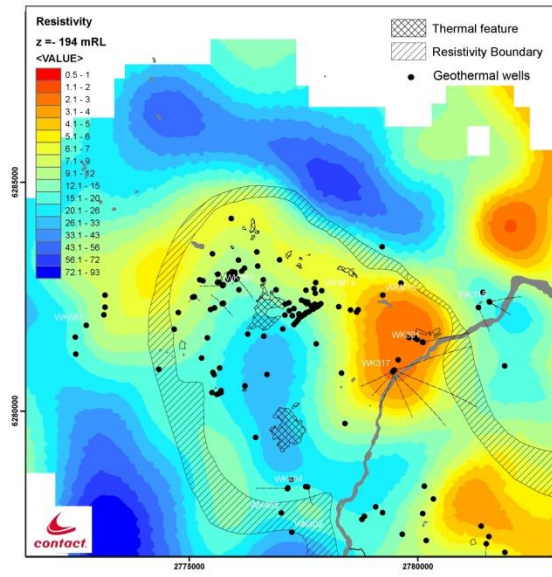 Resistivity
z =- 194 mRL
<VALUE>
0.5 - 1
1.1 - 2
2.1 - 3
3.1 - 4
4.1 - 5
5.1 - 6
6.1 - 7
7.1 - 9
9.1 - 12
12.1 - 15
15.1 - 20
20.1 - 26
26.1 - 33
33.1 - 43
43.1 - 56
56.1 - 72
72.1 - 93
Thermal feature
Resistivity Boundary
Geothermal wells
6285000
WK681
WK317
6280000
contact
2775000
2780000